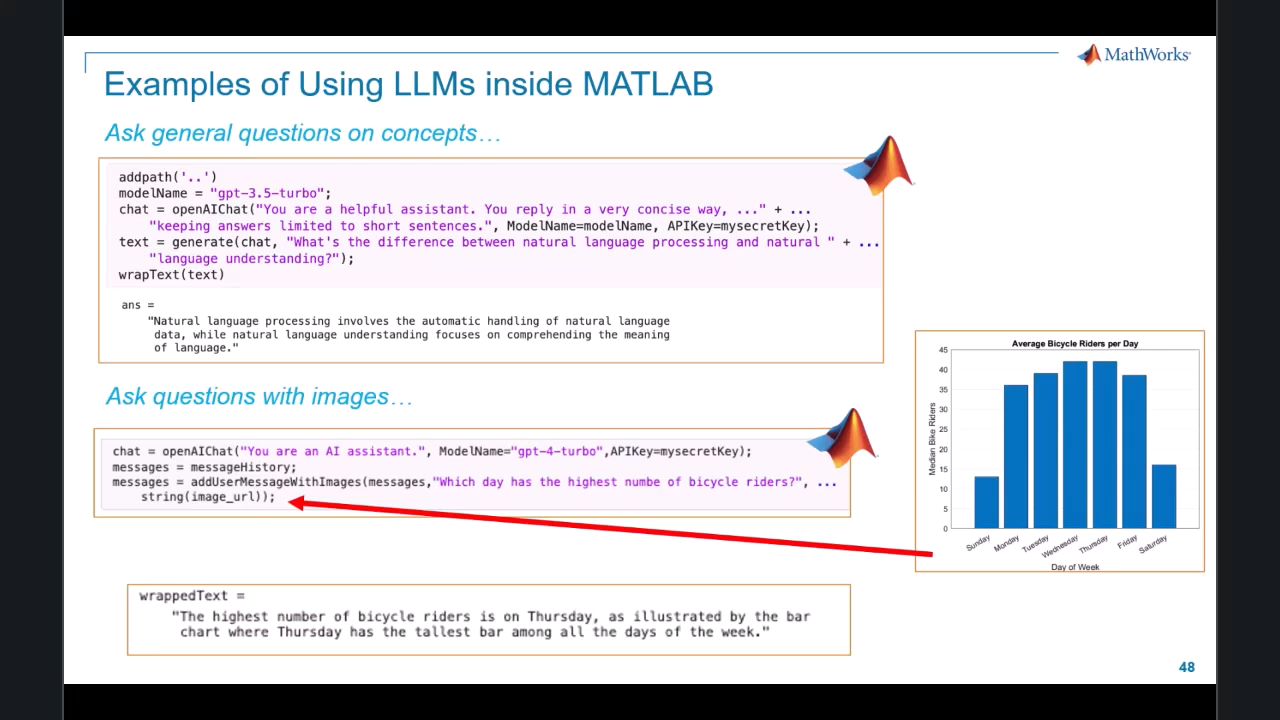 MathWorks®
Examples of Using LLMs inside MATLAB
Ask general questions on concepts…
addpath('..')
modelName = "gpt-3.5-turbo";
chat = openAIChat("You are a helpful assistant. You reply in a very concise way, ..." + ...
"keeping answers limited to short sentences.", ModelName=modelName, APIKey=mysecretKey);
text = generate(chat, "What's the difference between natural language processing and natural " + ...
"language understanding?");
wrapText(text)
ans =
"Natural language processing involves the automatic handling of natural language
data, while natural language understanding focuses on comprehending the meaning
of language."
Ask questions with images…
chat = openAIChat("You are an AI assistant.", ModelName="gpt-4-turbo",APIKey=mysecretKey);
messages = messageHistory;
messages = addUserMessageWithImages(messages,"Which day has the highest numbe of bicycle riders?", ...
string(image_url));
wrappedText =
"The highest number of bicycle riders is on Thursday, as illustrated by the bar
chart where Thursday has the tallest bar among all the days of the week."
Average Bicycle Riders per Day
Median Bike Riders
45
40
35
30
25
20
15
10
5
0
Sunday
Monday
Tuesday
Wednesday
Thursday
Friday
Saturday
Day of Week
48